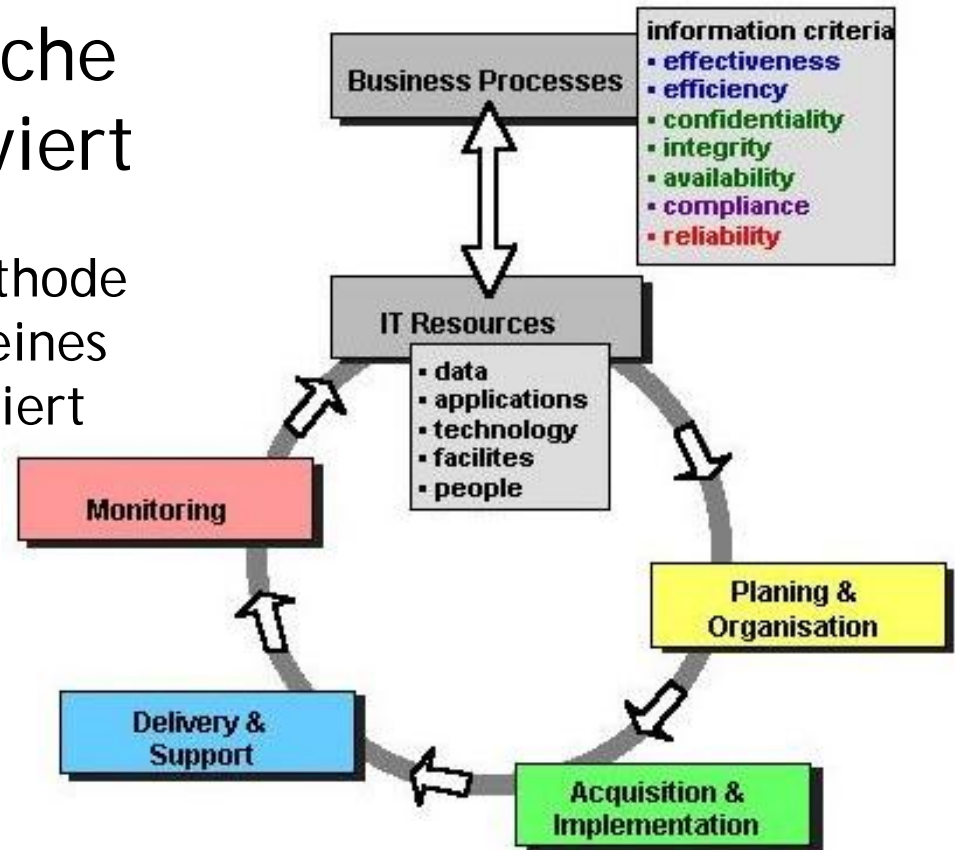 che
viert
thode
eines
iert
Business Processes
information criteria
▪ effectiveness
▪ efficiency
▪ confidentiality
▪ integrity
▪ availability
▪ compliance
▪ reliability
IT Resources
▪ data
▪ applications
▪ technology
▪ facilites
▪ people
Monitoring
Planing &
Organisation
Delivery &
Support
Acquisition &
Implementation